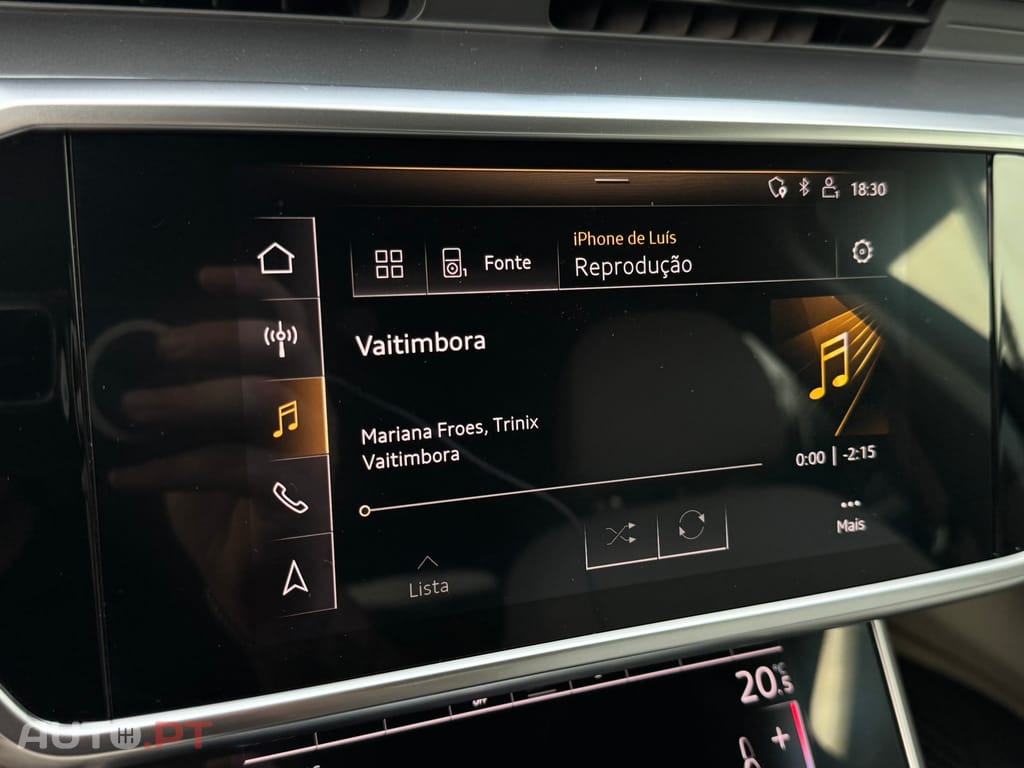 18:30
iPhone de Luís
Fonte
Reprodução
Vaitimbora
Mariana Froes, Trinix
Vaitimbora
0:00 | -2:15
Mais
Lista
20.5 °C
OFF
+
AUTO.PT